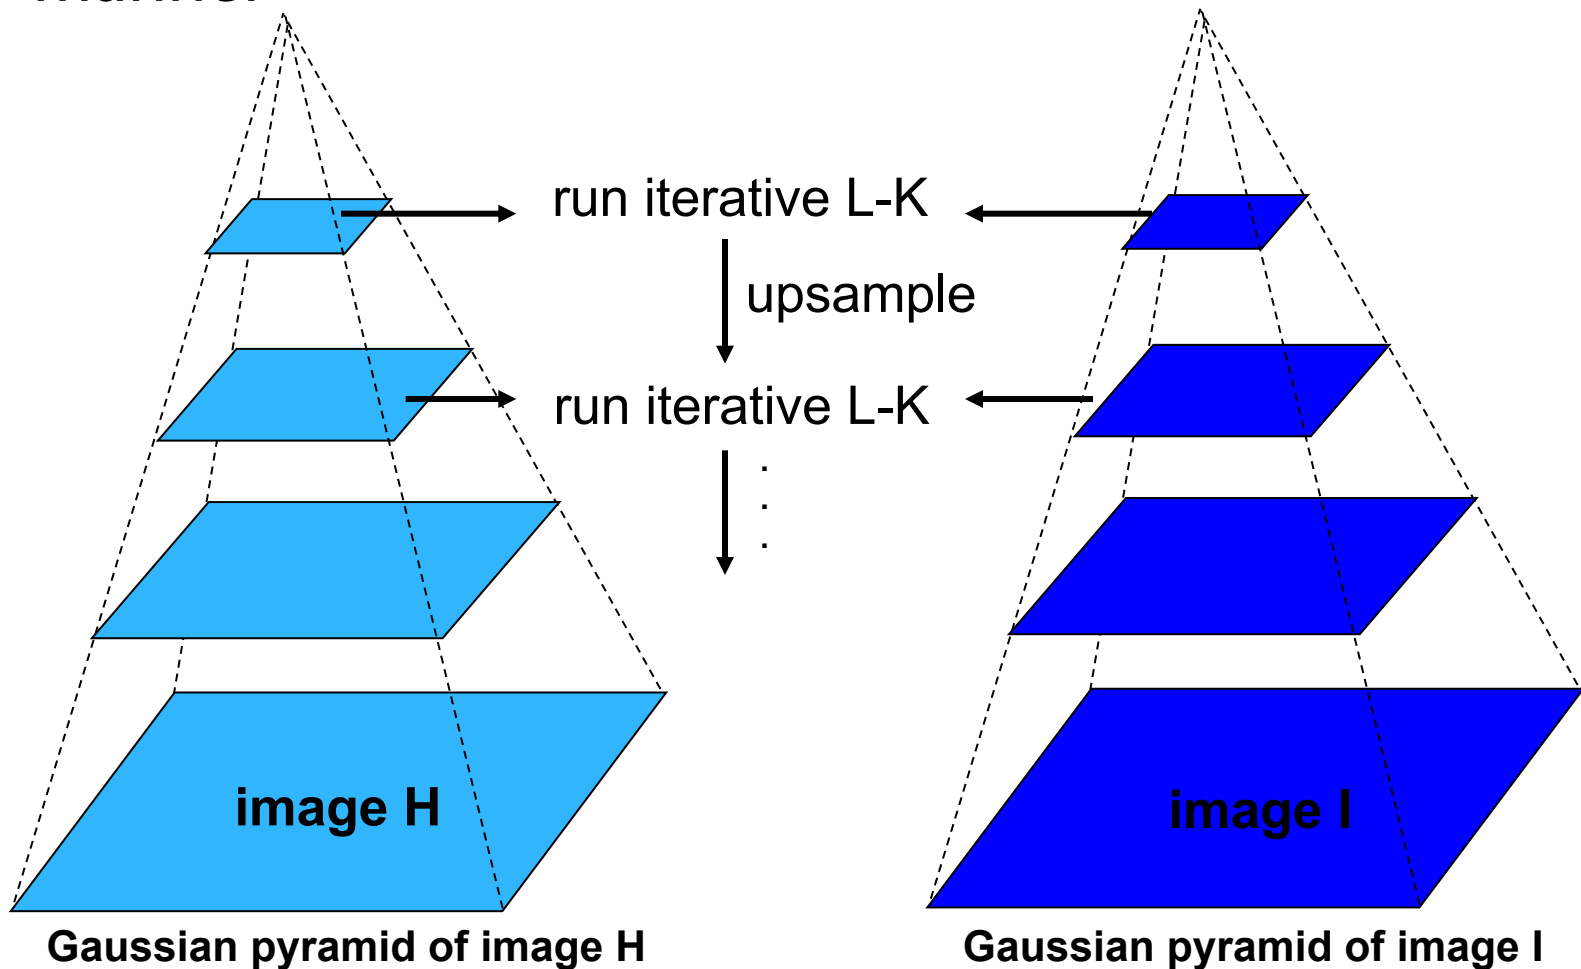 run iterative L-K
upsample
run iterative L-K
.
.
.
image H
image I
Gaussian pyramid of image H
Gaussian pyramid of image I